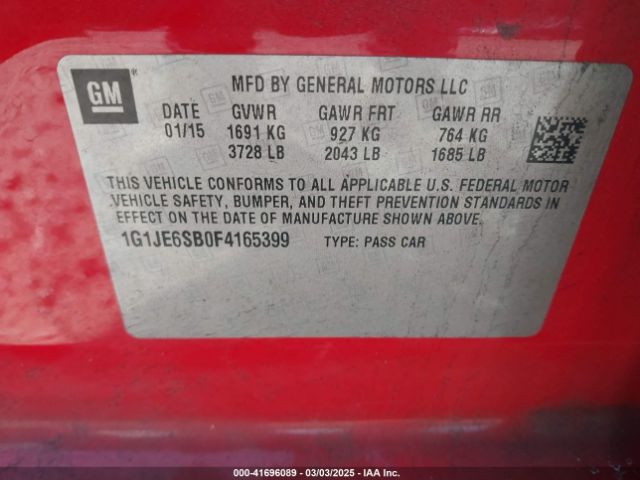 GM
MFD BY GENERAL MOTORS LLC
DATE GVWR GAWR FRT GAWR RR
01/15 1691 KG 927 KG 764 KG
3728 LB 2043 LB 1685 LB
THIS VEHICLE CONFORMS TO ALL APPLICABLE U.S. FEDERAL MOTOR
VEHICLE SAFETY, BUMPER, AND THEFT PREVENTION STANDARDS IN
EFFECT ON THE DATE OF MANUFACTURE SHOWN ABOVE.
1G1JE6SB0F4165399 TYPE: PASS CAR
000-41696089 - 03/03/2025 - IAA Inc.